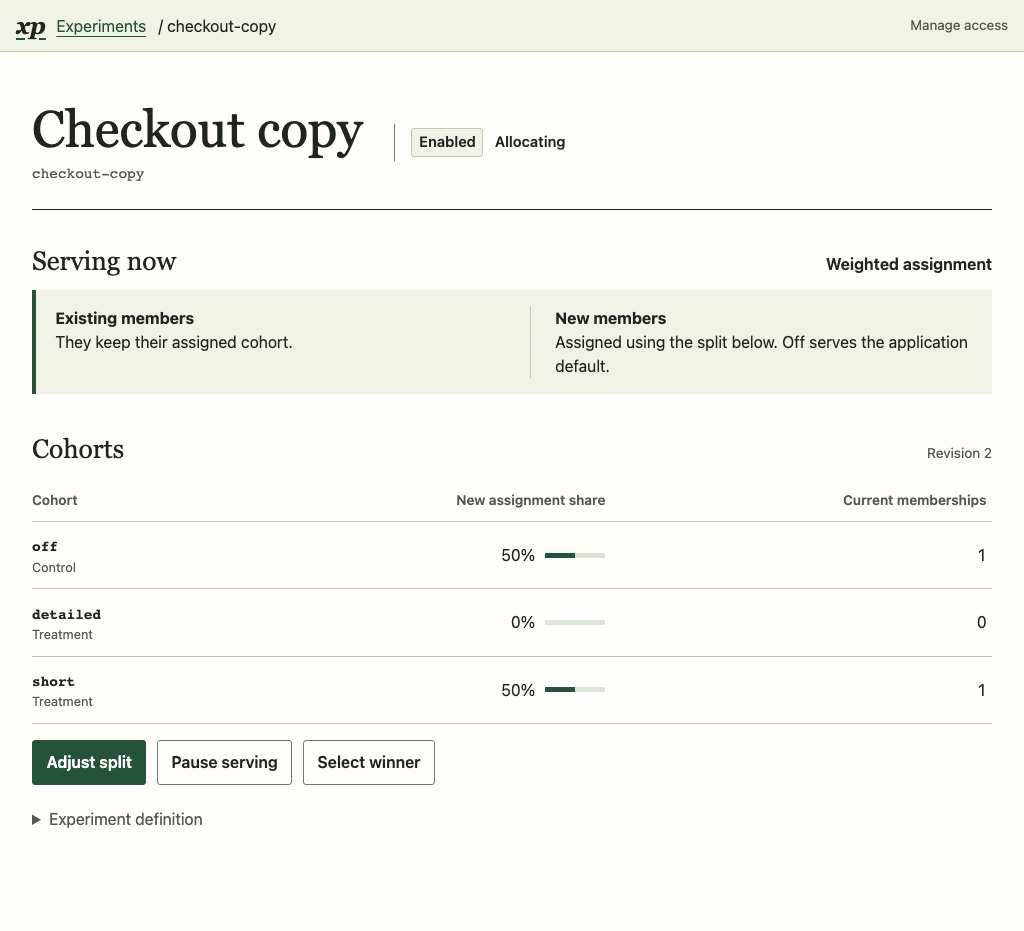 xp Experiments / checkout-copy
Manage access
Checkout copy
Enabled
Allocating
checkout-copy
Serving now
Weighted assignment
Existing members
They keep their assigned cohort.
New members
Assigned using the split below. Off serves the application
default.
Cohorts
Revision 2
Cohort New assignment share Current memberships
off
Control
50% 1
detailed
Treatment
0% 0
short
Treatment
50% 1
Adjust split Pause serving Select winner
Experiment definition